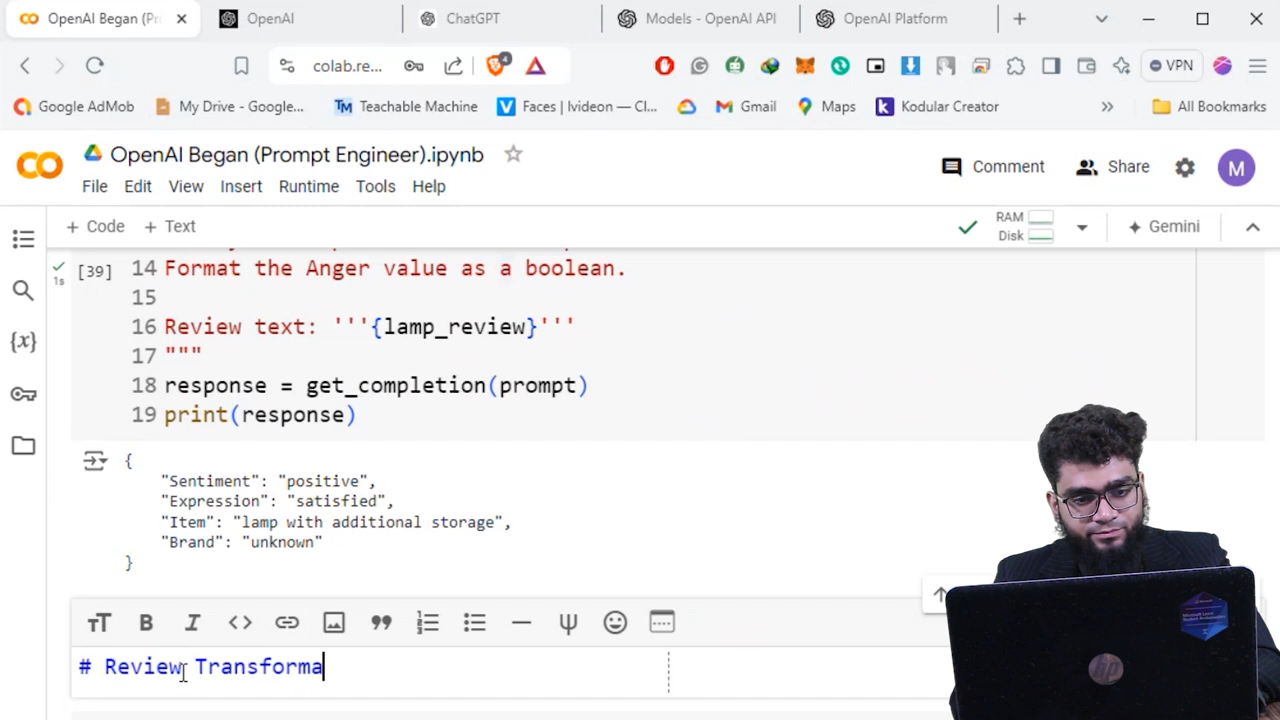 OpenAI Began (Pr
OpenAI
ChatGPT
Models - OpenAI API
OpenAI Platform
colab.re...
4
VPN
Google AdMob
My Drive - Google...
TM Teachable Machine
Faces | Ivideon — Cl...
Gmail
Maps
k Kodular Creator
All Bookmarks
OpenAI Began (Prompt Engineer).ipynb
Comment
Share
M
File Edit View Insert Runtime Tools Help
+ Code + Text
RAM
Disk
Gemini
[39]
1s
14 Format the Anger value as a boolean.
15
16 Review text: '''{lamp_review}'''
17 """
18 response = get_completion(prompt)
19 print(response)
{
"Sentiment": "positive",
"Expression": "satisfied",
"Item": "lamp with additional storage",
"Brand": "unknown"
}
# Review Transforma
hp